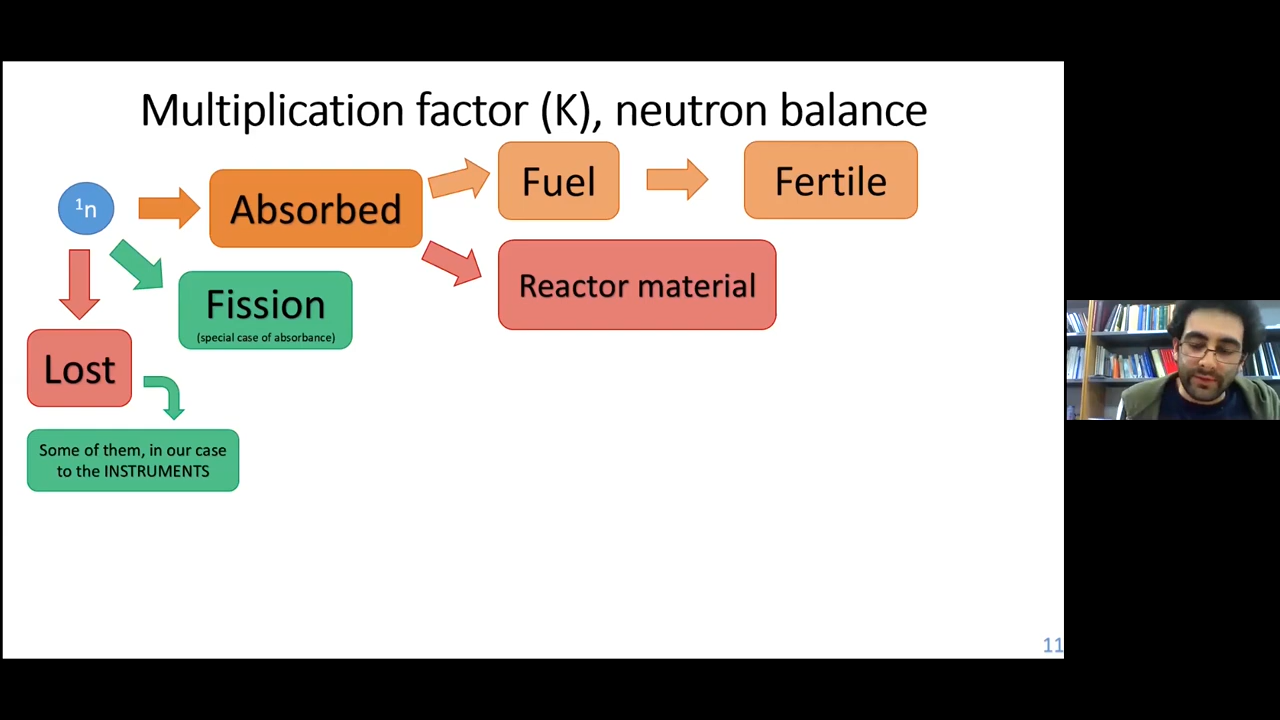 Multiplication factor (K), neutron balance
¹n
Absorbed
Fuel
Fertile
Reactor material
Fission
(special case of absorbance)
Lost
Some of them, in our case
to the INSTRUMENTS
11